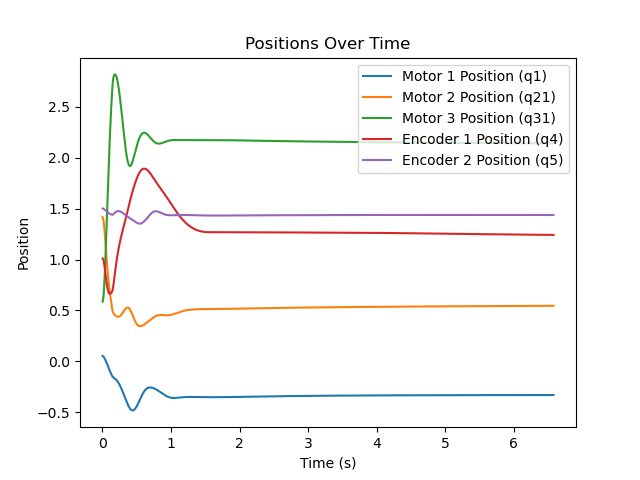 Positions Over Time
Motor 1 Position (q1)
Motor 2 Position (q21)
Motor 3 Position (q31)
Encoder 1 Position (q4)
Encoder 2 Position (q5)
Position
2.5
2.0
1.5
1.0
0.5
0.0
−0.5
0 1 2 3 4 5 6
Time (s)